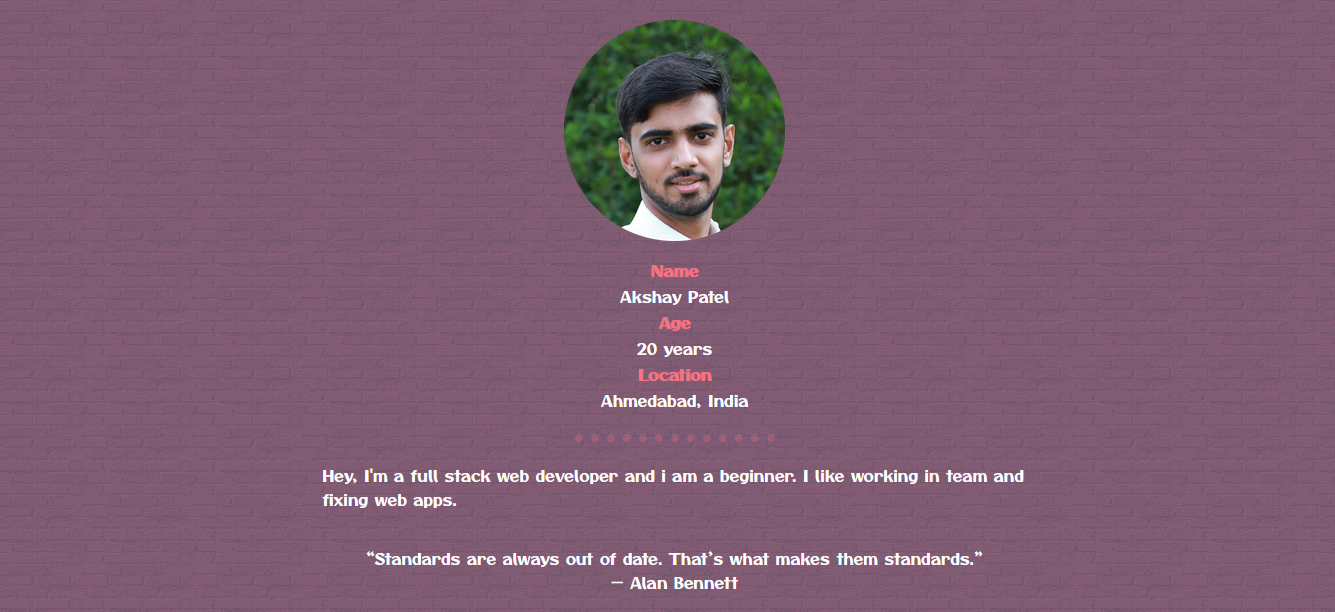 Name
Akshay Patel
Age
20 years
Location
Ahmedabad, India
Hey, I'm a full stack web developer and i am a beginner. I like working in team and
fixing web apps.
“Standards are always out of date. That’s what makes them standards.”
— Alan Bennett